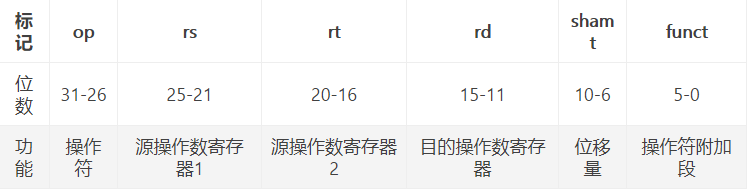 标记 op rs rt rd shamt funct
位数 31-26 25-21 20-16 15-11 10-6 5-0
功能 操作符 源操作数寄存器1 源操作数寄存器2 目的操作数寄存器 位移量 操作符附加段